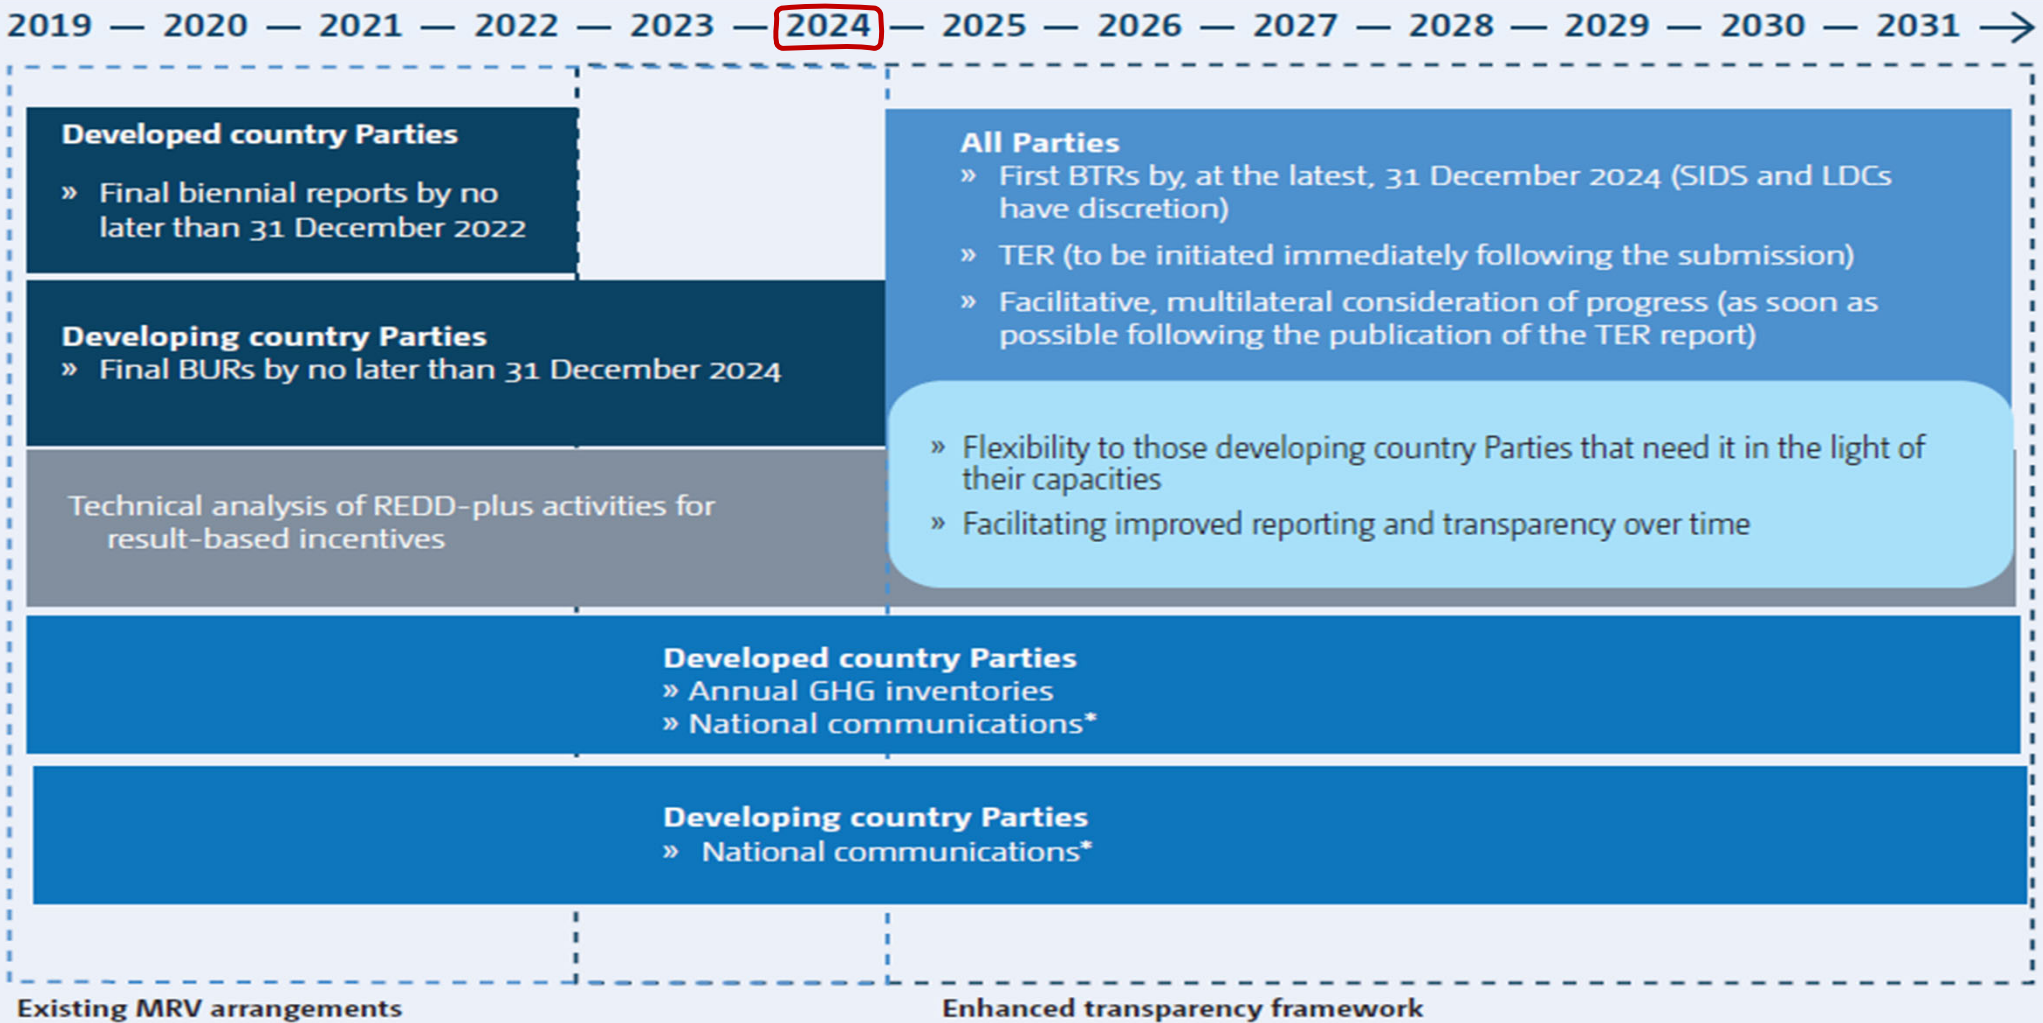 2019 — 2020 — 2021 — 2022 — 2023 — 2024 — 2025 — 2026 — 2027 — 2028 — 2029 — 2030 — 2031
Developed country Parties
» Final biennial reports by no
later than 31 December 2022
Developing country Parties
» Final BURs by no later than 31 December 2024
All Parties
» First BTRs by, at the latest, 31 December 2024 (SIDS and LDCs
have discretion)
» TER (to be initiated immediately following the submission)
» Facilitative, multilateral consideration of progress (as soon as
possible following the publication of the TER report)
» Flexibility to those developing country Parties that need it in the light of
their capacities
» Facilitating improved reporting and transparency over time
Technical analysis of REDD-plus activities for
result-based incentives
Developed country Parties
» Annual GHG inventories
» National communications*
Developing country Parties
» National communications*
Existing MRV arrangements
Enhanced transparency framework